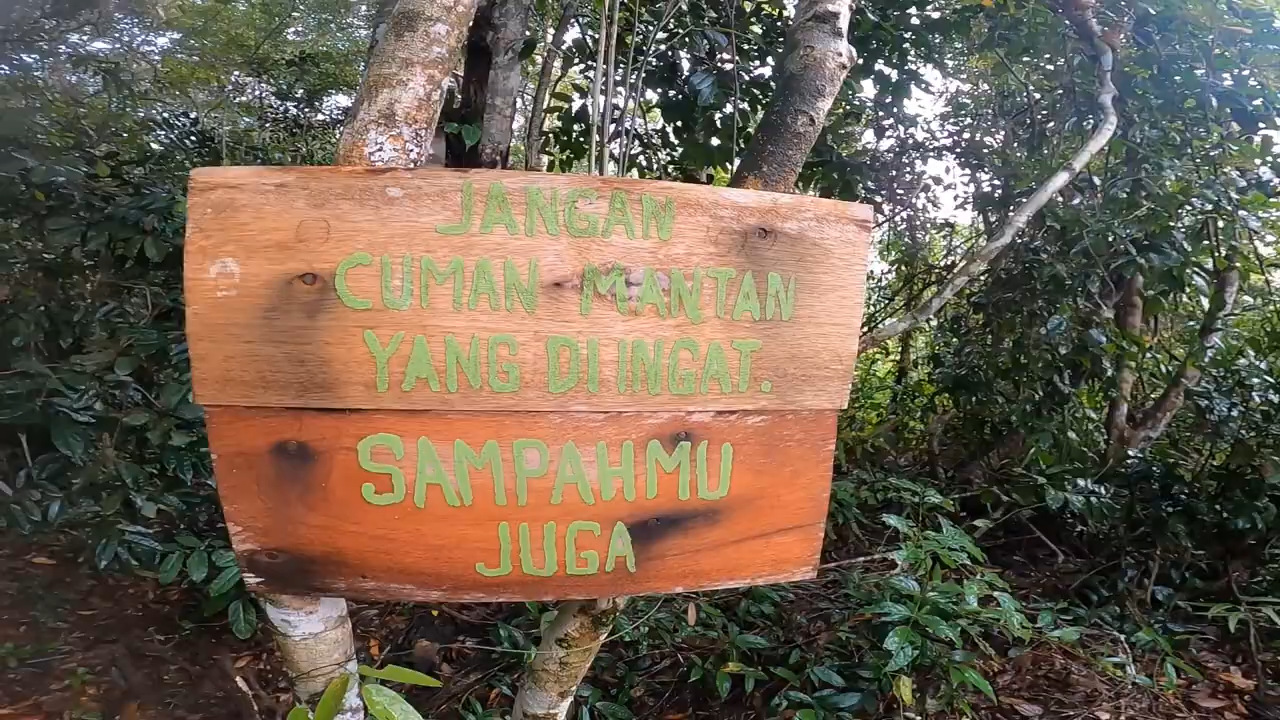 JANGAN
CUMAN MANTAN
YANG DI INGAT.
SAMPAHMU
JUGA